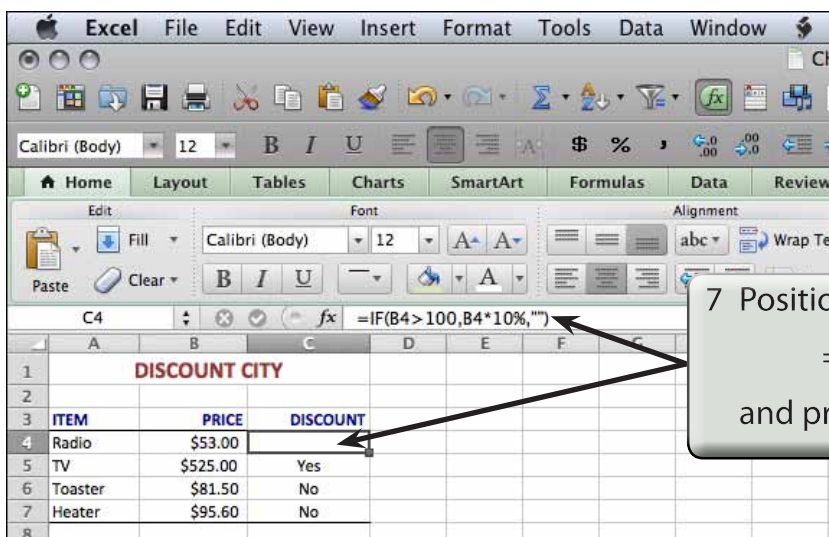 Excel File Edit View Insert Format Tools Data Window
Calibri (Body) 12 B I U $ %
Home Layout Tables Charts SmartArt Formulas Data Review
Edit Font Alignment
Fill Calibri (Body) 12 A A abc Wrap
Paste Clear B I U A
C4 fx =IF(B4>100,B4*10%,"")
A B C D E F
1 DISCOUNT CITY
2
3 ITEM PRICE DISCOUNT
4 Radio $53.00
5 TV $525.00 Yes
6 Toaster $81.50 No
7 Heater $95.60 No
8
7
=
and